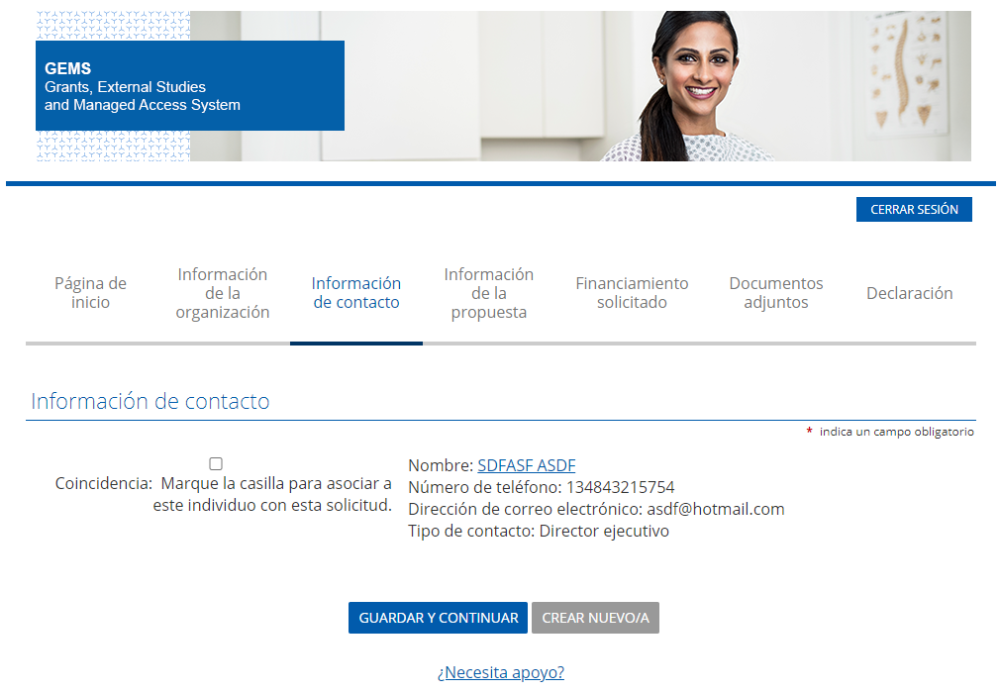 GEMS
Grants, External Studies
and Managed Access System
CERRAR SESIÓN
Página de
inicio
Información
de la
organización
Información
de contacto
Información
de la
propuesta
Financiamiento
solicitado
Documentos
adjuntos
Declaración
Información de contacto
* indica un campo obligatorio
Coincidencia: Marque la casilla para asociar a
este individuo con esta solicitud.
Nombre: SDFASF ASDF
Número de teléfono: 134843215754
Dirección de correo electrónico: asdf@hotmail.com
Tipo de contacto: Director ejecutivo
GUARDAR Y CONTINUAR
CREAR NUEVO/A
¿Necesita apoyo?